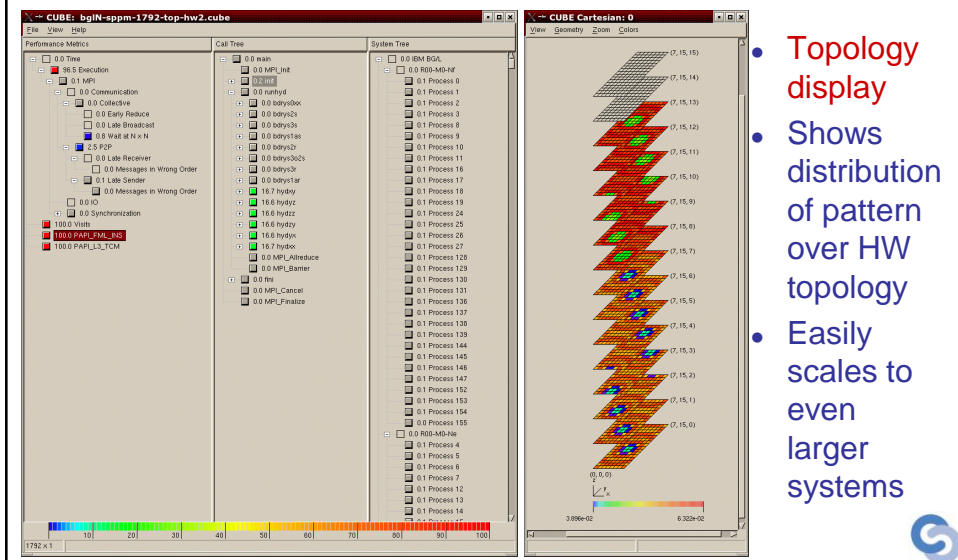 CUBE: bglN-sppm-1792-top-hw2.cube
File View Help
Performance Metrics
0.0 Time
96.5 Execution
0.1 MPI
0.0 Communication
0.0 Collective
0.0 Early Reduce
0.0 Late Broadcast
0.8 Wait at N x N
2.5 P2P
0.0 Late Receiver
0.0 Messages in Wrong Order
0.1 Late Sender
0.0 Messages in Wrong Order
0.0 IO
0.0 Synchronization
100.0 Visits
100.0 PAPI_FML_INS
100.0 PAPI_L3_TCM
Call Tree
0.0 main
0.0 MPI_Init
0.2 init
0.0 runhyd
0.0 bdrys0xx
0.0 bdrys2s
0.0 bdrys3s
0.0 bdrys1as
0.0 bdrys2r
0.0 bdrys3o2s
0.0 bdrys3r
0.0 bdrys1ar
16.7 hydxy
16.6 hydyz
16.6 hydzy
16.6 hydyx
16.7 hydxx
0.0 MPI_Allreduce
0.0 MPI_Barrier
0.0 fini
0.0 MPI_Cancel
0.0 MPI_Finalize
System Tree
0.0 IBM BG/L
0.0 R00-M0-Nf
0.1 Process 0
0.1 Process 1
0.1 Process 2
0.1 Process 3
0.1 Process 8
0.1 Process 9
0.1 Process 10
0.1 Process 11
0.1 Process 16
0.1 Process 17
0.1 Process 18
0.1 Process 19
0.1 Process 24
0.1 Process 25
0.1 Process 26
0.1 Process 27
0.1 Process 128
0.1 Process 129
0.1 Process 130
0.1 Process 131
0.1 Process 136
0.1 Process 137
0.1 Process 138
0.1 Process 139
0.1 Process 144
0.1 Process 145
0.1 Process 146
0.1 Process 147
0.1 Process 152
0.1 Process 153
0.1 Process 154
0.0 Process 155
0.0 R00-M0-Ne
0.1 Process 4
0.1 Process 5
0.1 Process 6
0.1 Process 7
0.1 Process 12
0.1 Process 13
0.1 Process 14
10 20 30 40 50 60 70 80 90 100
1792 x 1
CUBE Cartesian: 0
View Geometry Zoom Colors
(7, 15, 15)
(7, 15, 14)
(7, 15, 13)
(7, 15, 12)
(7, 15, 11)
(7, 15, 10)
(7, 15, 9)
(7, 15, 8)
(7, 15, 7)
(7, 15, 6)
(7, 15, 5)
(7, 15, 4)
(7, 15, 3)
(7, 15, 2)
(7, 15, 1)
(7, 15, 0)
(0, 0, 0)
z
y
x
3.896e-02 6.322e-02
● Topology
display
● Shows
distribution
of pattern
over HW
topology
● Easily
scales to
even
larger
systems